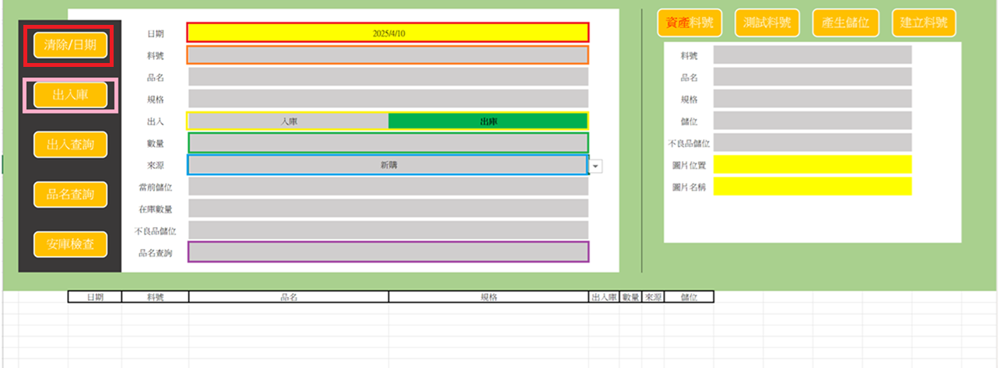 清除/日期
出入庫
出入查詢
品名查詢
安庫檢查
日期 2025/4/10
料號
品名
規格
出入 入庫 出庫
數量
來源 新購
當前儲位
在庫數量
不良品儲位
品名查詢
資產料號 測試料號 產生儲位 建立料號
料號
品名
規格
儲位
不良品儲位
圖片位置
圖片名稱
日期 料號 品名 規格 出入庫 數量 來源 儲位